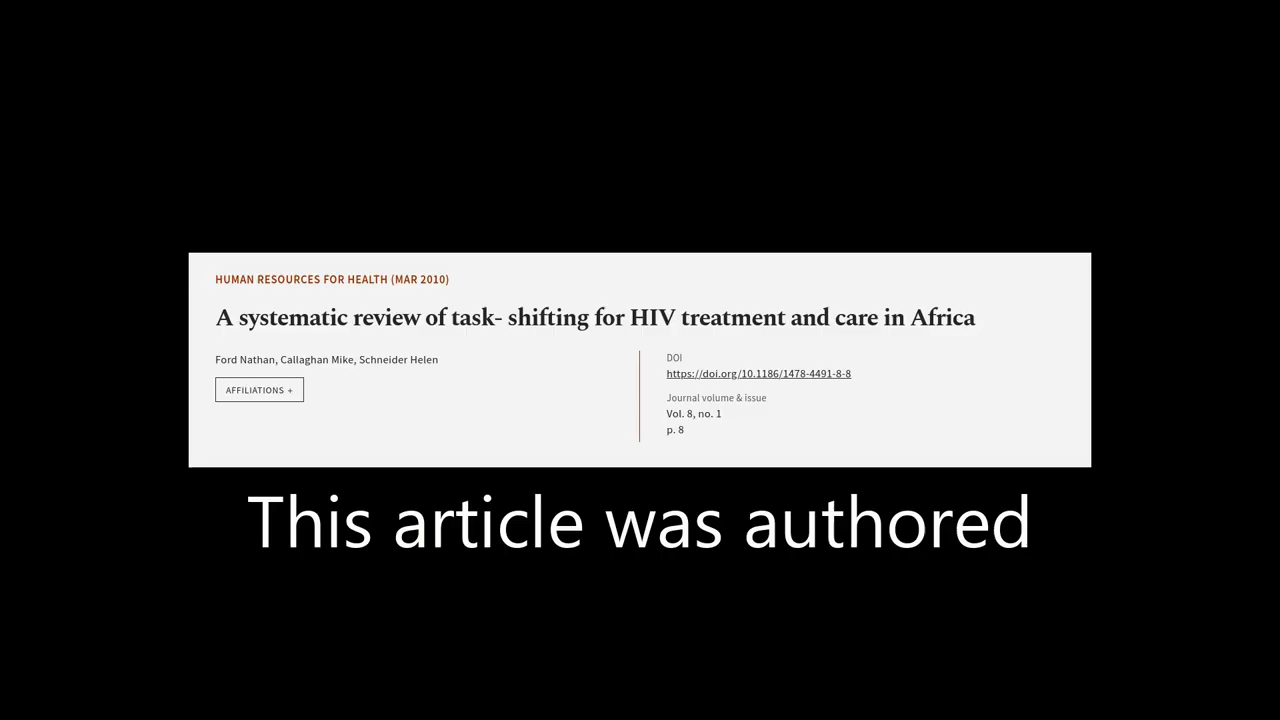 HUMAN RESOURCES FOR HEALTH (MAR 2010)
A systematic review of task- shifting for HIV treatment and care in Africa
Ford Nathan, Callaghan Mike, Schneider Helen
AFFILIATIONS +
DOI
https://doi.org/10.1186/1478-4491-8-8
Journal volume & issue
Vol. 8, no. 1
p. 8
This article was authored